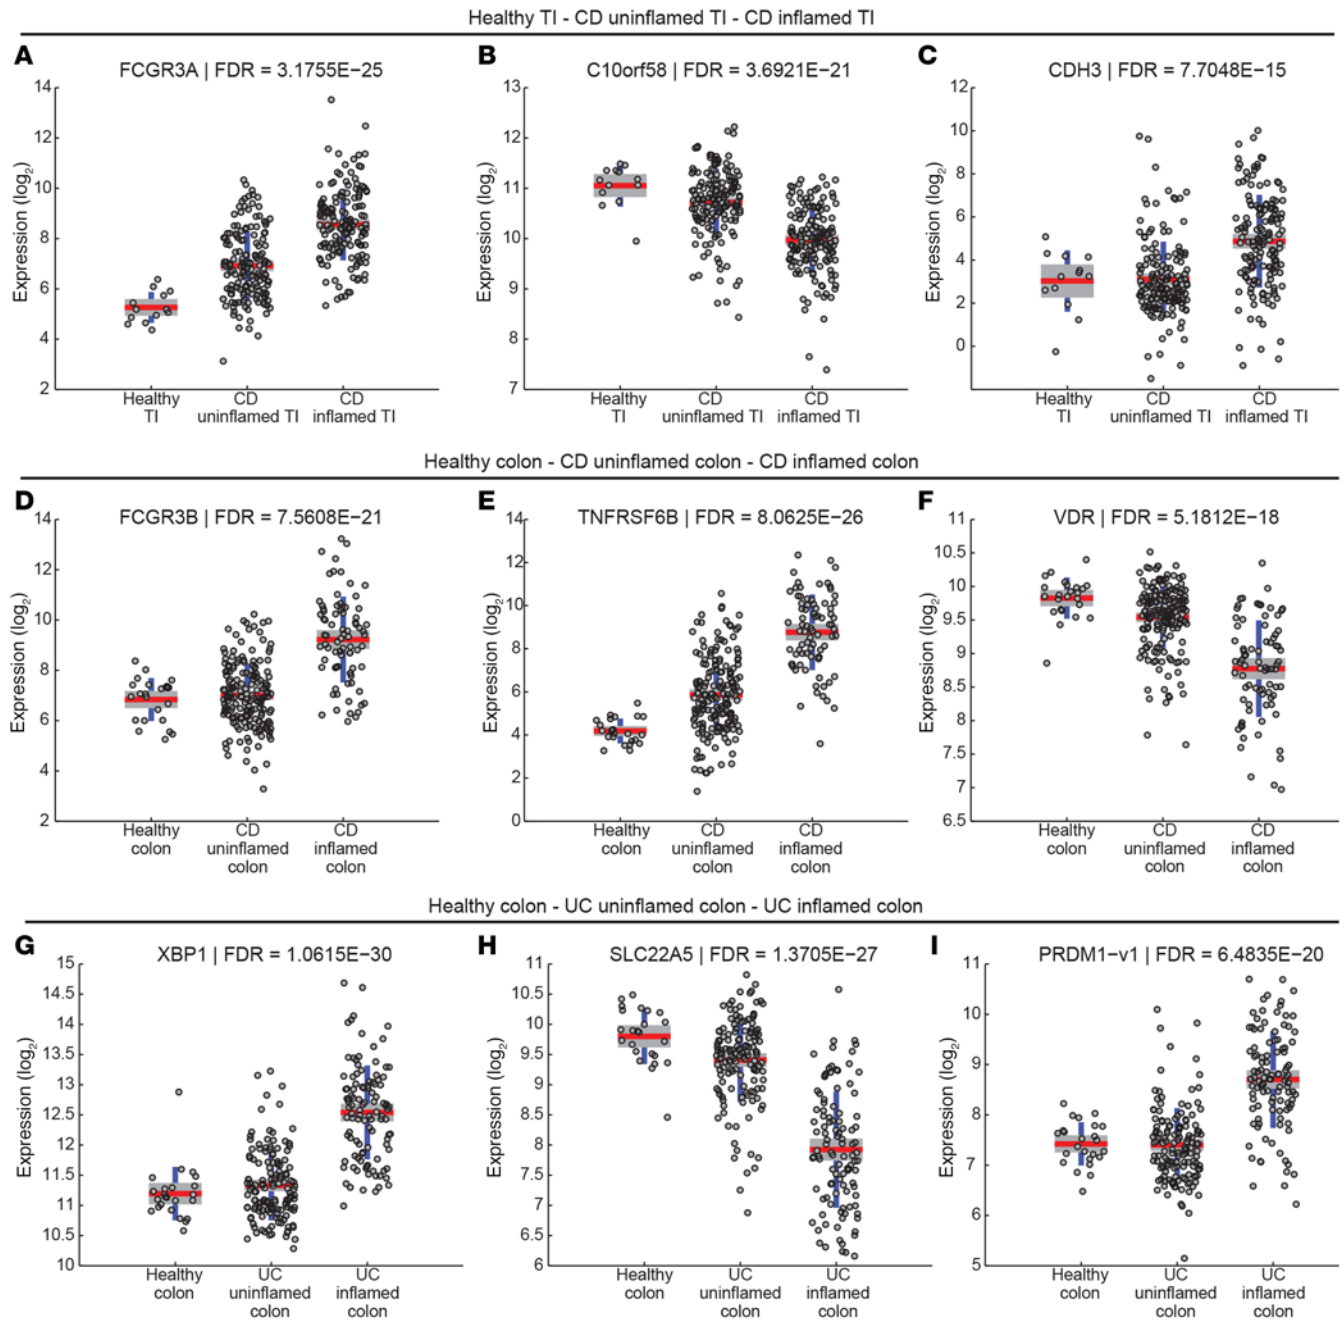 Healthy TI - CD uninflamed TI - CD inflamed TI
A
FCGR3A | FDR = 3.1755E−25
Expression (log2)
14
12
10
8
6
4
2
Healthy
TI
CD
uninflamed TI
CD
inflamed TI
B
C10orf58 | FDR = 3.6921E−21
Expression (log2)
13
12
11
10
9
8
7
Healthy
TI
CD
uninflamed TI
CD
inflamed TI
C
CDH3 | FDR = 7.7048E−15
Expression (log2)
12
10
8
6
4
2
0
Healthy
TI
CD
uninflamed TI
CD
inflamed TI
Healthy colon - CD uninflamed colon - CD inflamed colon
D
FCGR3B | FDR = 7.5608E−21
Expression (log2)
14
12
10
8
6
4
2
Healthy
colon
CD
uninflamed
colon
CD
inflamed
colon
E
TNFRSF6B | FDR = 8.0625E−26
Expression (log2)
14
12
10
8
6
4
2
0
Healthy
colon
CD
uninflamed
colon
CD
inflamed
colon
F
VDR | FDR = 5.1812E−18
Expression (log2)
11
10.5
10
9.5
9
8.5
8
7.5
7
6.5
Healthy
colon
CD
uninflamed
colon
CD
inflamed
colon
Healthy colon - UC uninflamed colon - UC inflamed colon
G
XBP1 | FDR = 1.0615E−30
Expression (log2)
15
14.5
14
13.5
13
12.5
12
11.5
11
10.5
10
Healthy
colon
UC
uninflamed
colon
UC
inflamed
colon
H
SLC22A5 | FDR = 1.3705E−27
Expression (log2)
11
10.5
10
9.5
9
8.5
8
7.5
7
6.5
6
Healthy
colon
UC
uninflamed
colon
UC
inflamed
colon
I
PRDM1−v1 | FDR = 6.4835E−20
Expression (log2)
11
10
9
8
7
6
5
Healthy
colon
UC
uninflamed
colon
UC
inflamed
colon